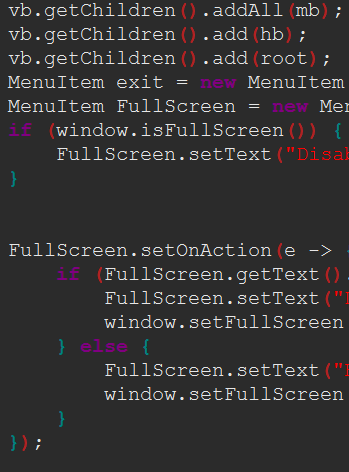 vb.getChildren().addAll(mb);
vb.getChildren().add(hb);
vb.getChildren().add(root);
MenuItem exit = new MenuItem
MenuItem FullScreen = new Men
if (window.isFullScreen()) {
FullScreen.setText("Disab
}
FullScreen.setOnAction(e -> {
if (FullScreen.getText().
FullScreen.setText("
window.setFullScreen
} else {
FullScreen.setText("
window.setFullScreen
}
});